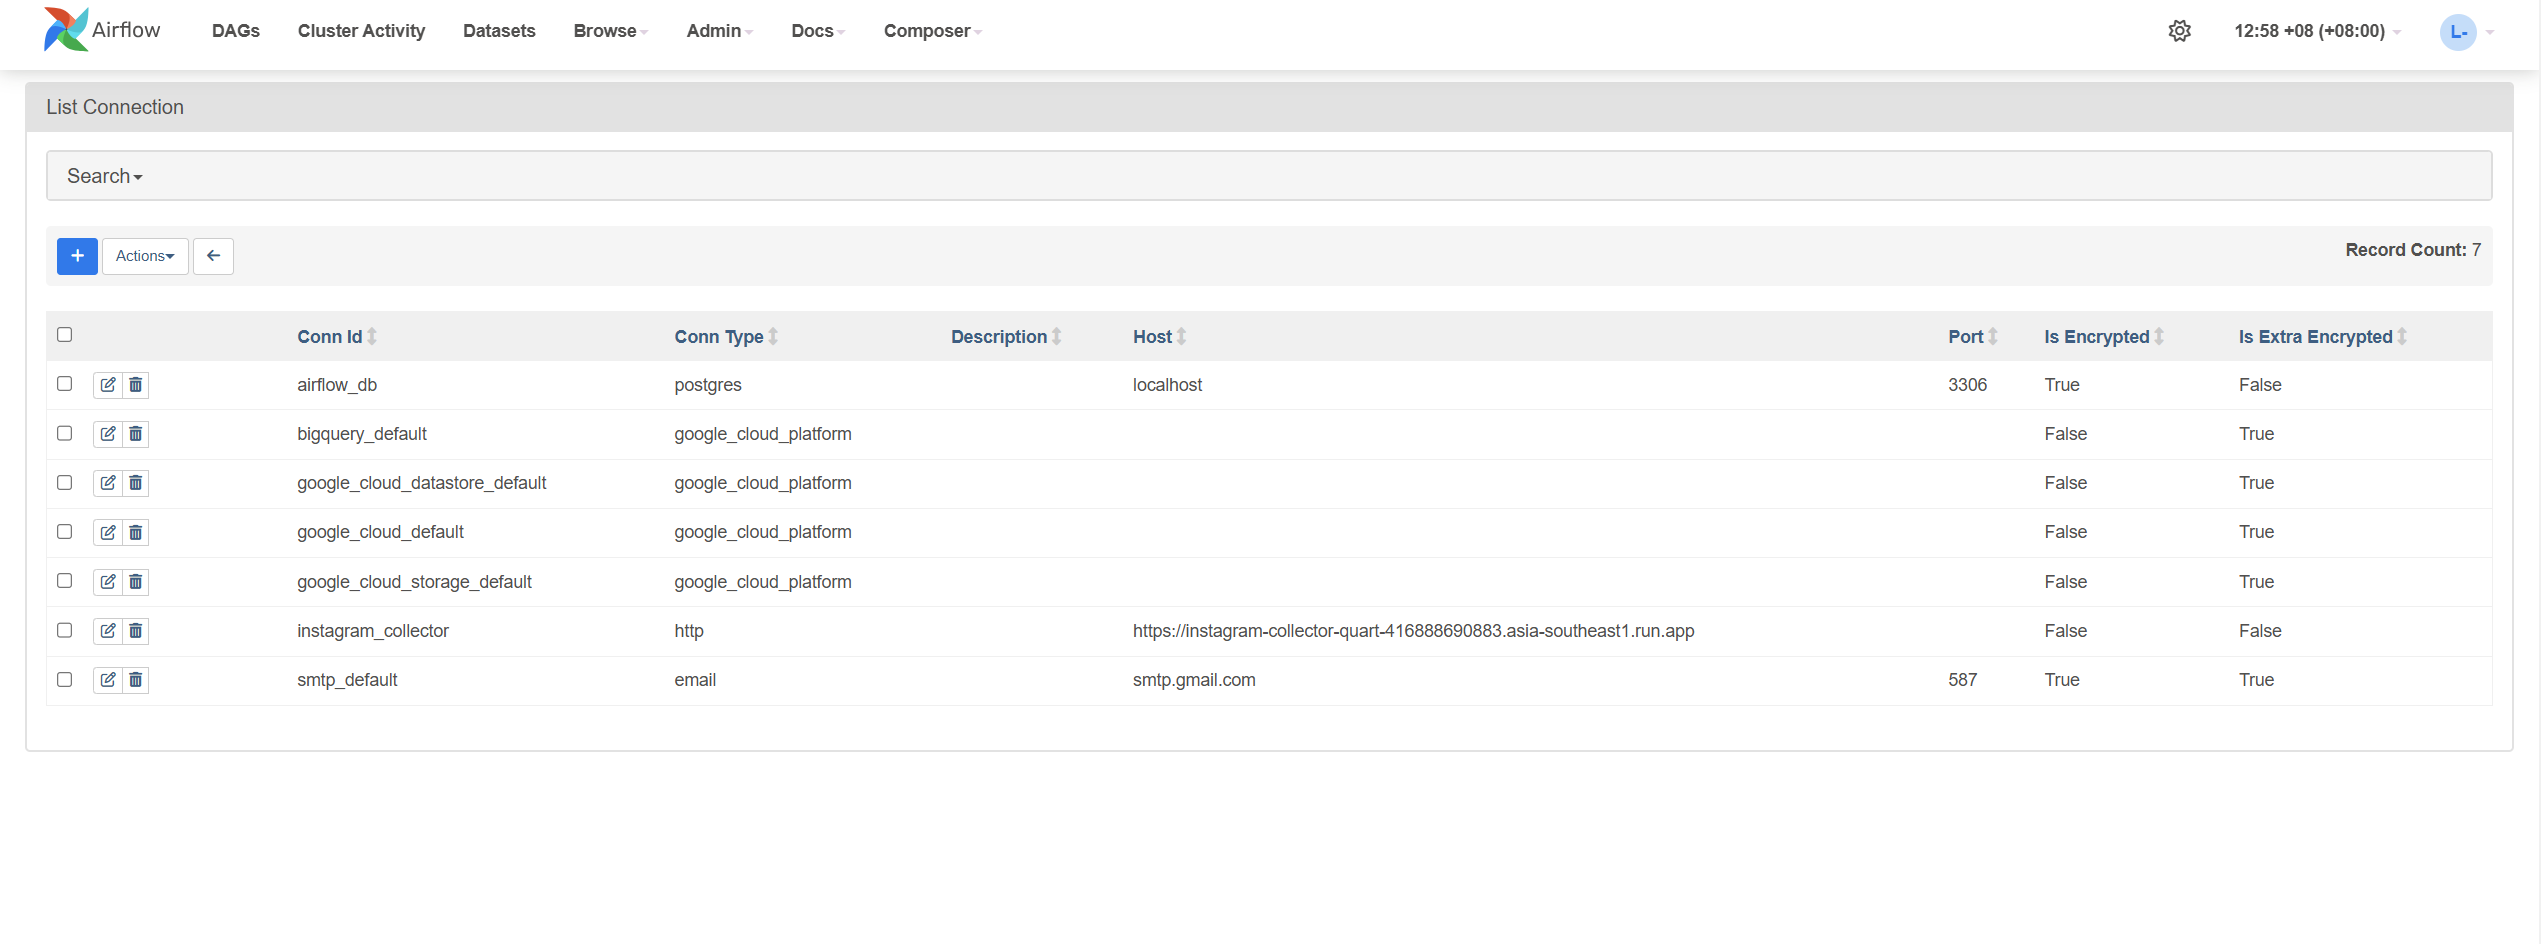 Airflow DAGs Cluster Activity Datasets Browse Admin Docs Composer 12:58 +08 (+08:00) L-
List Connection
Search
+ Actions Record Count: 7
Conn Id Conn Type Description Host Port Is Encrypted Is Extra Encrypted
airflow_db postgres localhost 3306 True False
bigquery_default google_cloud_platform False True
google_cloud_datastore_default google_cloud_platform False True
google_cloud_default google_cloud_platform False True
google_cloud_storage_default google_cloud_platform False True
instagram_collector http https://instagram-collector-quart-416888690883.asia-southeast1.run.app False False
smtp_default email smtp.gmail.com 587 True True